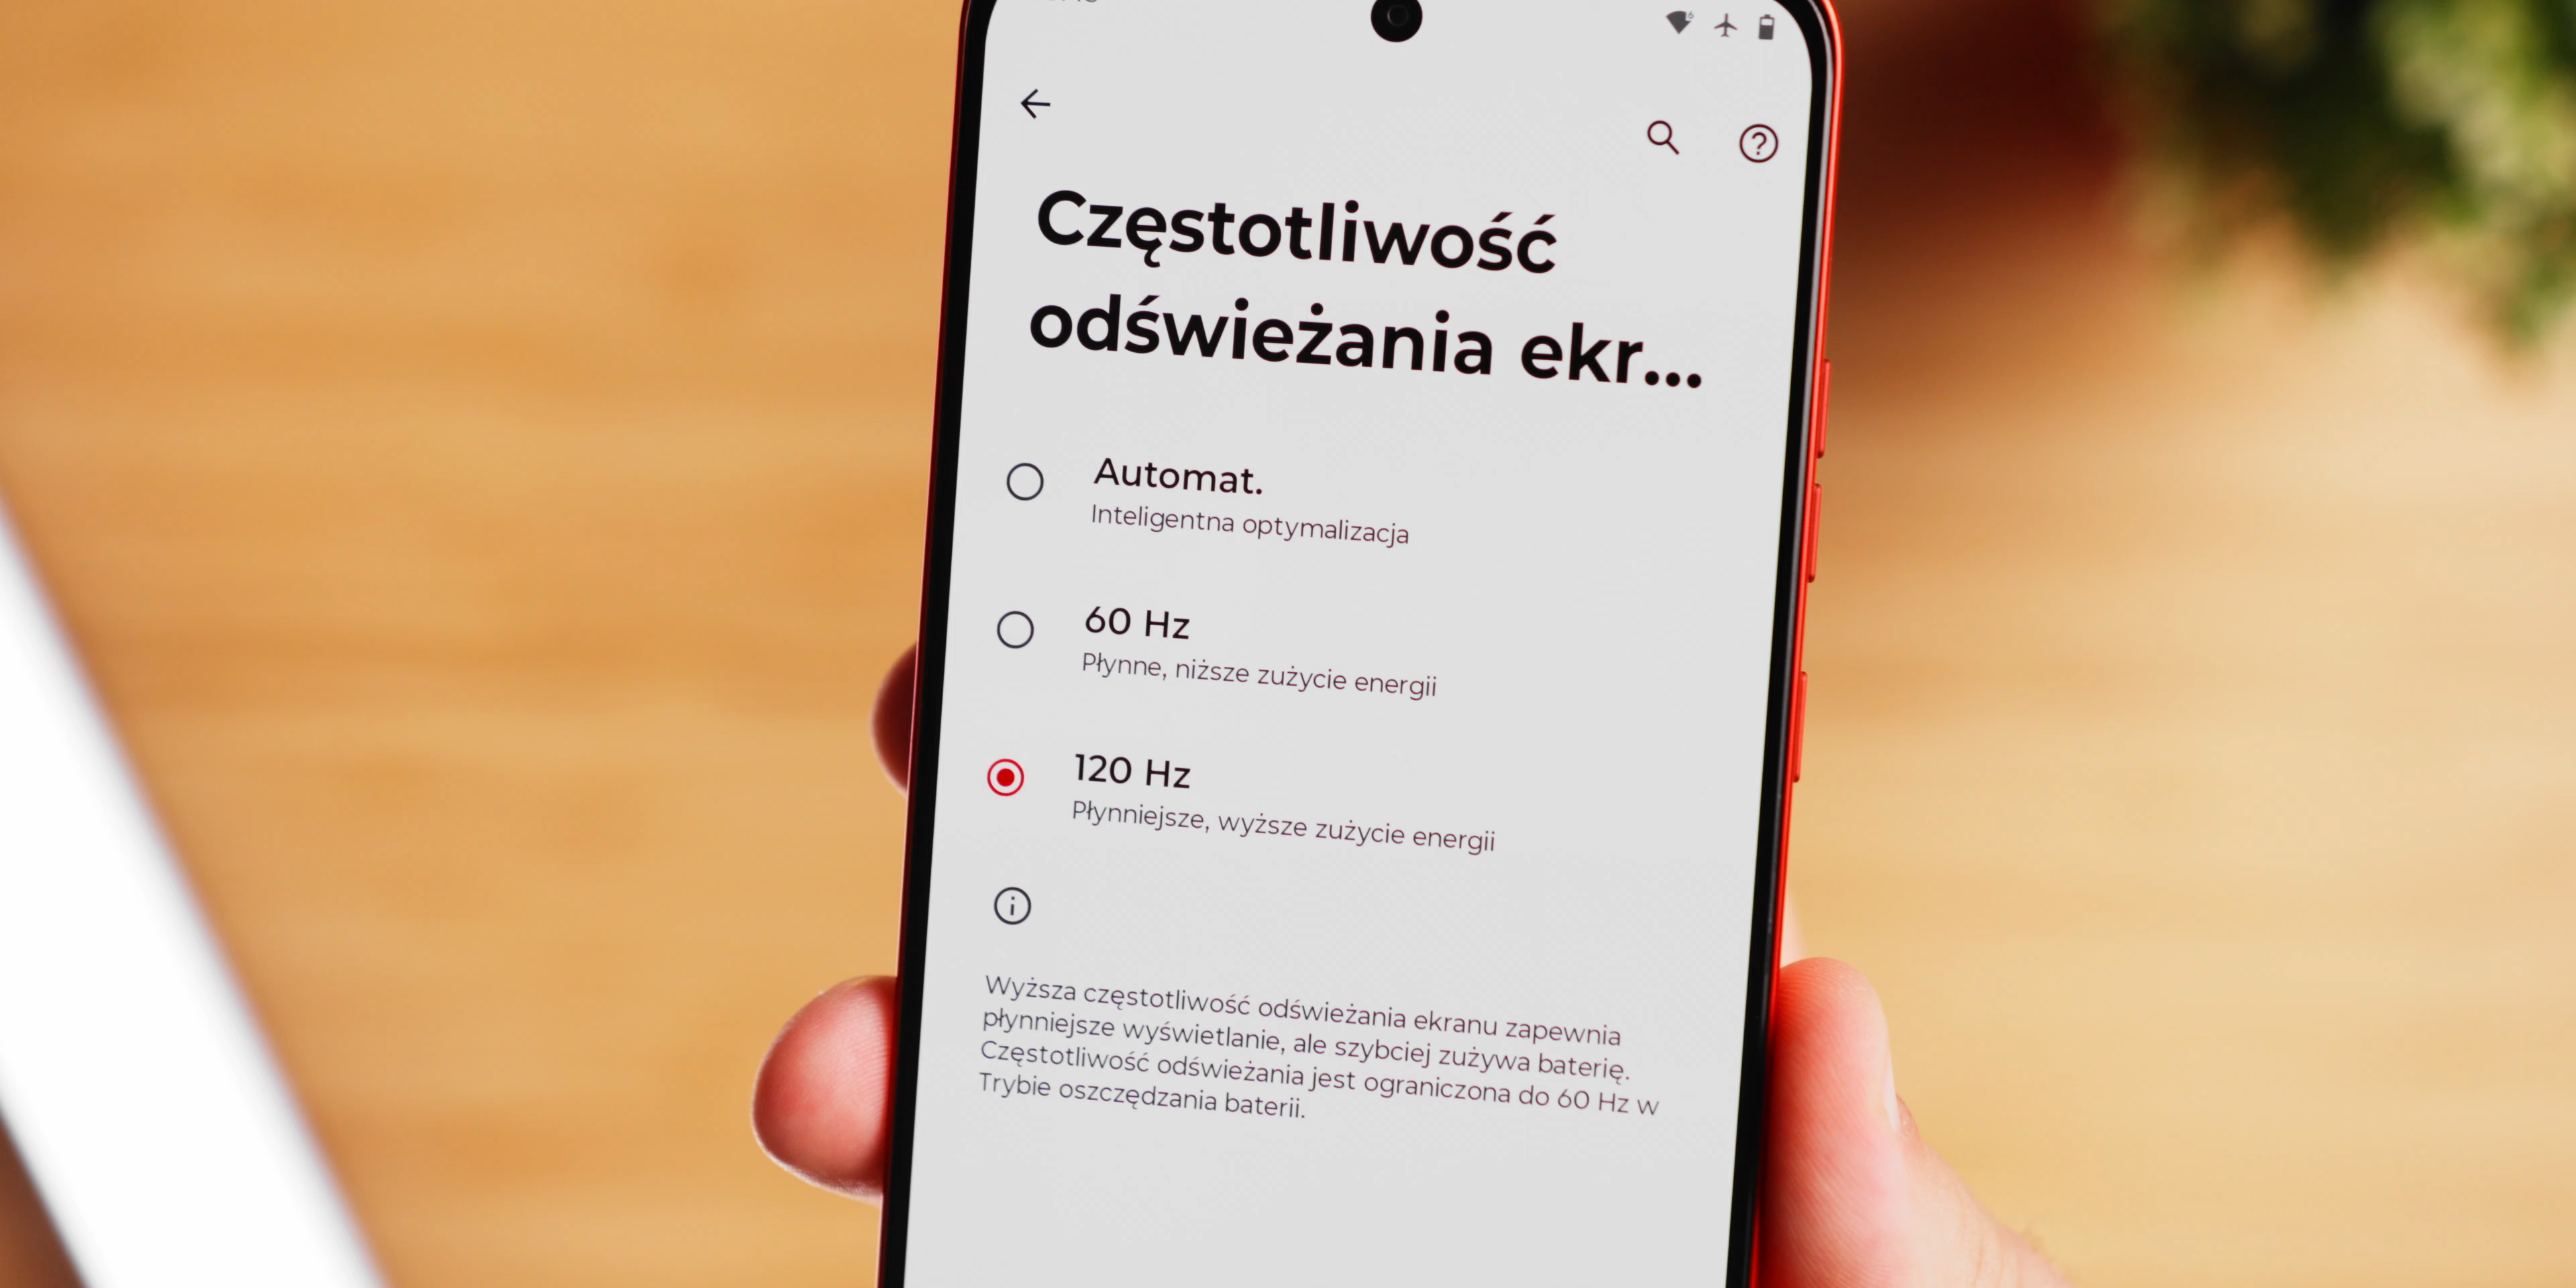 Częstotliwość
odświeżania ekr...
Automat.
Inteligentna optymalizacja
60 Hz
Płynne, niższe zużycie energii
120 Hz
Płynniejsze, wyższe zużycie energii
Wyższa częstotliwość odświeżania ekranu zapewnia
płynniejsze wyświetlanie, ale szybciej zużywa baterię.
Częstotliwość odświeżania jest ograniczona do 60 Hz w
Trybie oszczędzania baterii.